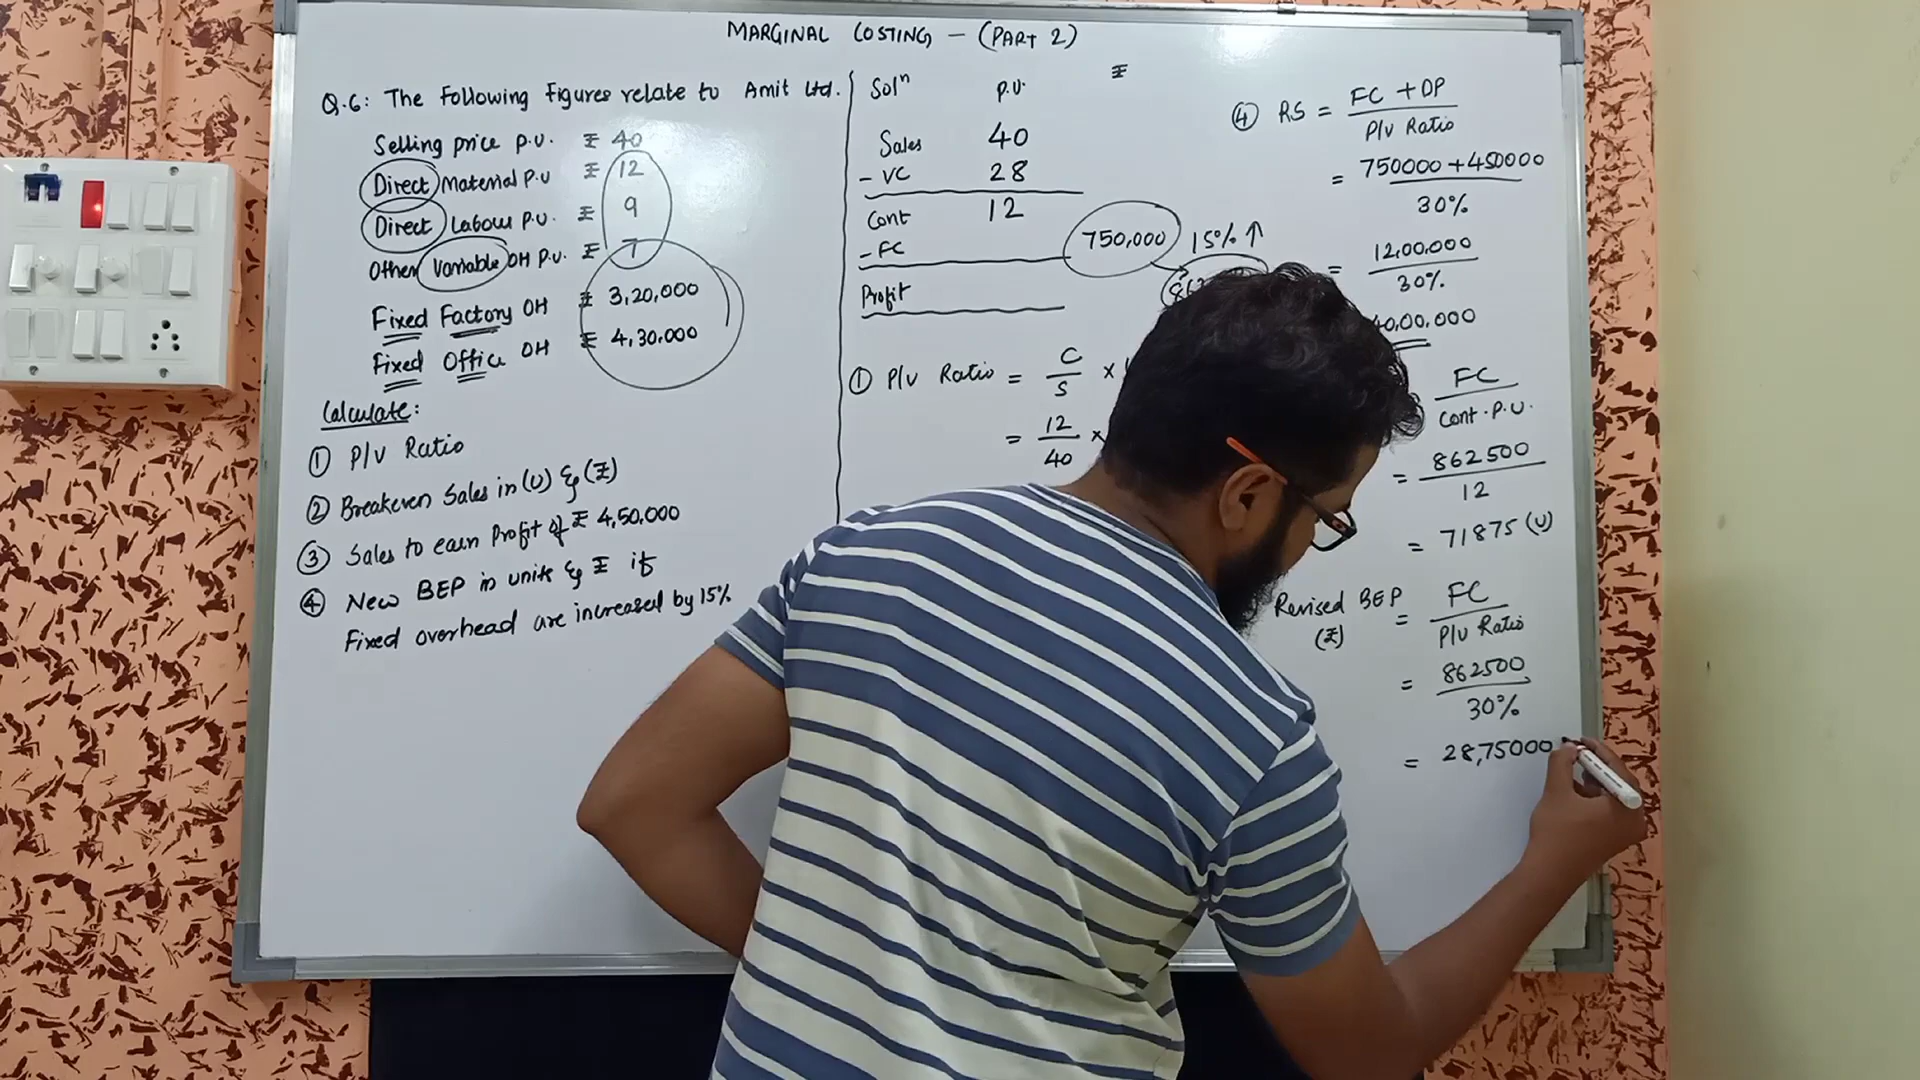 MARGINAL COSTING - (PART 2)
Q.6: The Following Figures relate to Amit Ltd.
Selling price p.u. ₹ 40
Direct Material P.u ₹ 12
Direct Labour p.u. ₹ 9
Other Variable OH p.u. ₹ 7
Fixed Factory OH ₹ 3,20,000
Fixed Office OH ₹ 4,30,000
Calculate:
① P/V Ratio
② Breakeven Sales in (U) & (₹)
③ Sales to earn Profit of ₹ 4,50,000
④ New BEP in units & ₹ if
Fixed overhead are increased by 15%
Solⁿ p.u. ₹
Sales 40
- VC 28
Cont 12
- FC 750,000 15% ↑
Profit
① P/V Ratio = C/S ×
= 12/40 ×
④ RS = FC + DP / P/V Ratio
= 750000 + 450000 / 30%
= 12,00,000 / 30%
40,00,000
FC / Cont. P.U.
= 862500 / 12
= 71875 (U)
Revised BEP (₹) = FC / P/V Ratio
= 862500 / 30%
= 28,75000